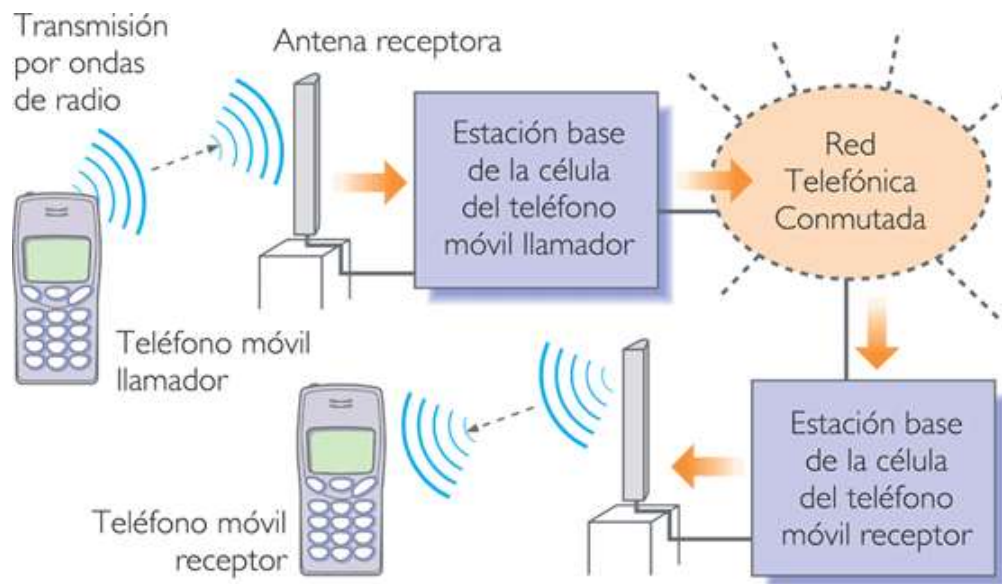 Transmisión
por ondas
de radio
Antena receptora
Estación base
de la célula
del teléfono
móvil llamador
Red
Telefónica
Conmutada
Teléfono móvil
llamador
Teléfono móvil
receptor
Estación base
de la célula
del teléfono
móvil receptor